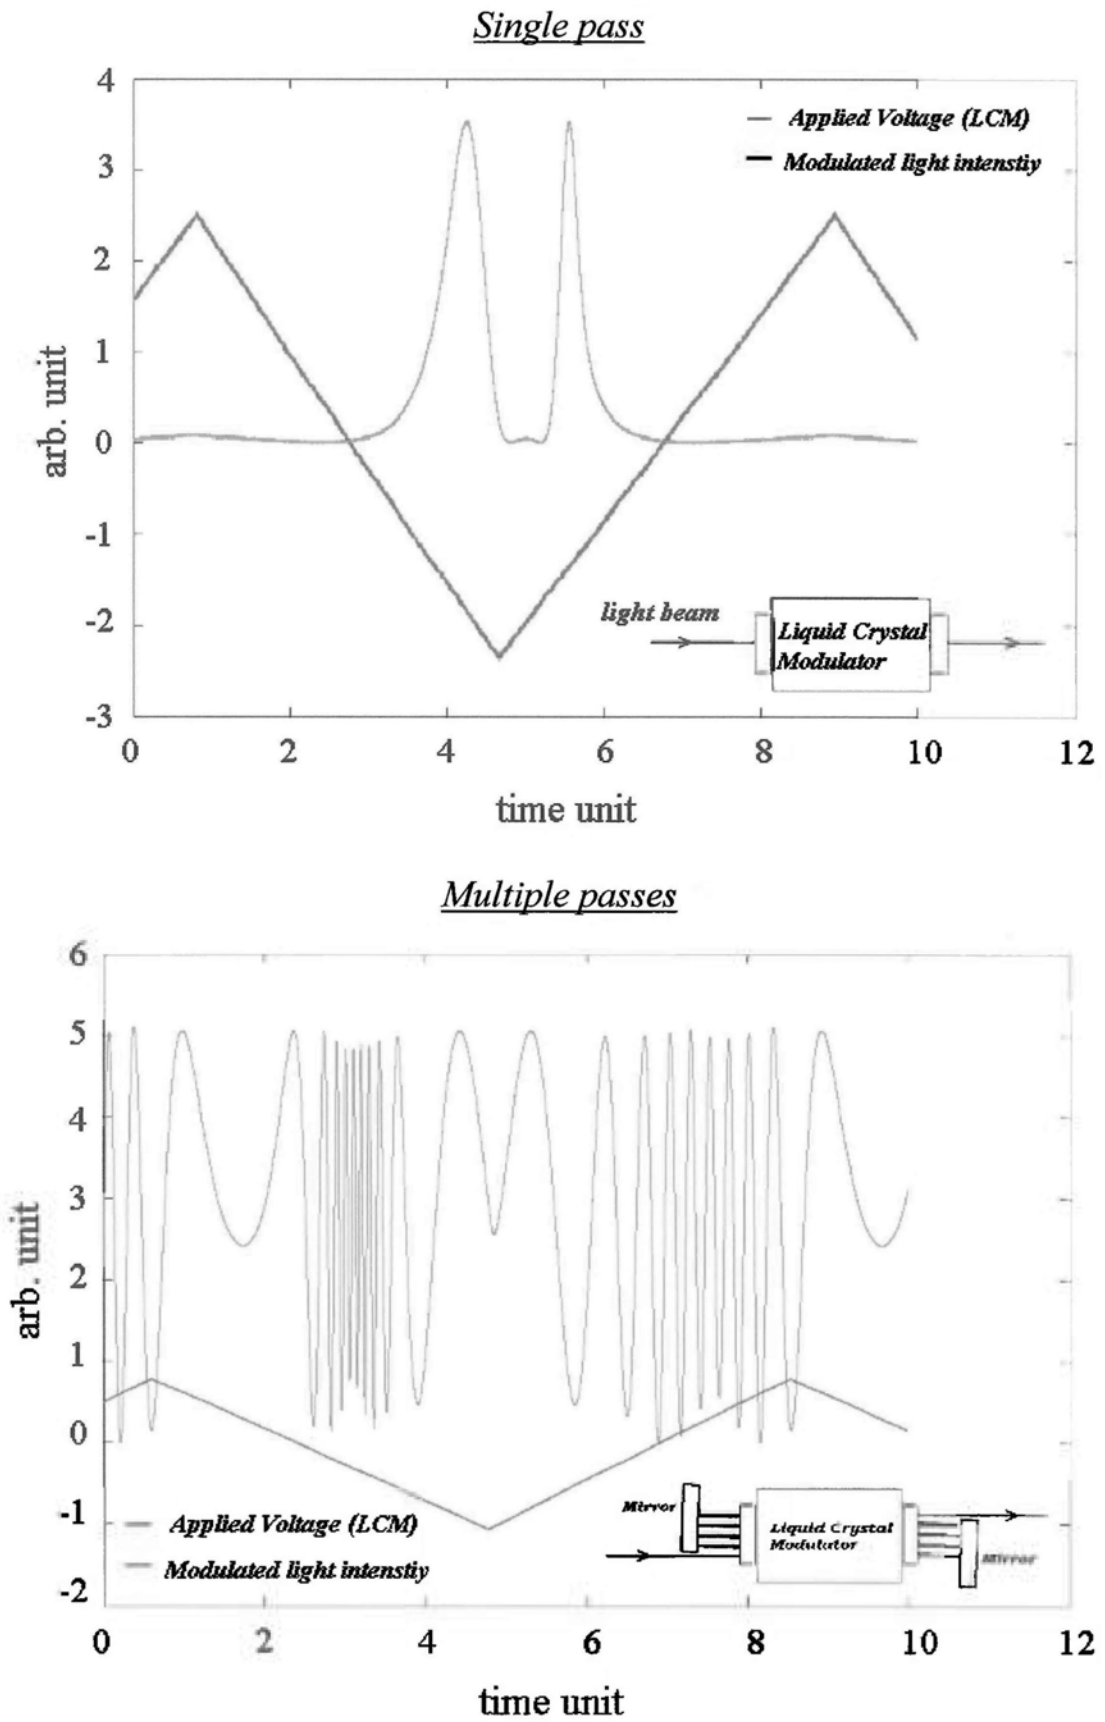 Single pass
4
3
2
1
0
-1
-2
-3
arb. unit
Applied Voltage (LCM)
Modulated light intenstiy
light beam
Liquid Crystal
Modulator
0 2 4 6 8 10 12
time unit
Multiple passes
6
5
4
3
2
1
0
-1
-2
arb. unit
Applied Voltage (LCM)
Modulated light intenstiy
Mirror
Liquid Crystal
Modulator
Mirror
0 2 4 6 8 10 12
time unit